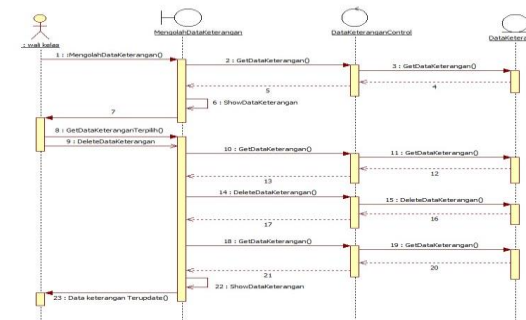 MengolahDataKeterangan
DataKeteranganControl
DataKetera
: wali kelas
1 : :MengolahDataKeterangan()
2 : GetDataKeterangan()
3 : GetDataKeterangan()
4
5
6 : ShowDataKeterangan
7
8 : GetDataKeteranganTerpilih()
9 : DeleteDataKeterangan
10 : GetDataKeterangan()
11 : GetDataKeterangan()
12
13
14 : DeleteDataKeterangan()
15 : DeleteDataKeterangan()
16
17
18 : GetDataKeterangan()
19 : GetDataKeterangan()
20
21
22 : ShowDataKeterangan
23 : Data keterangan Terupdate()